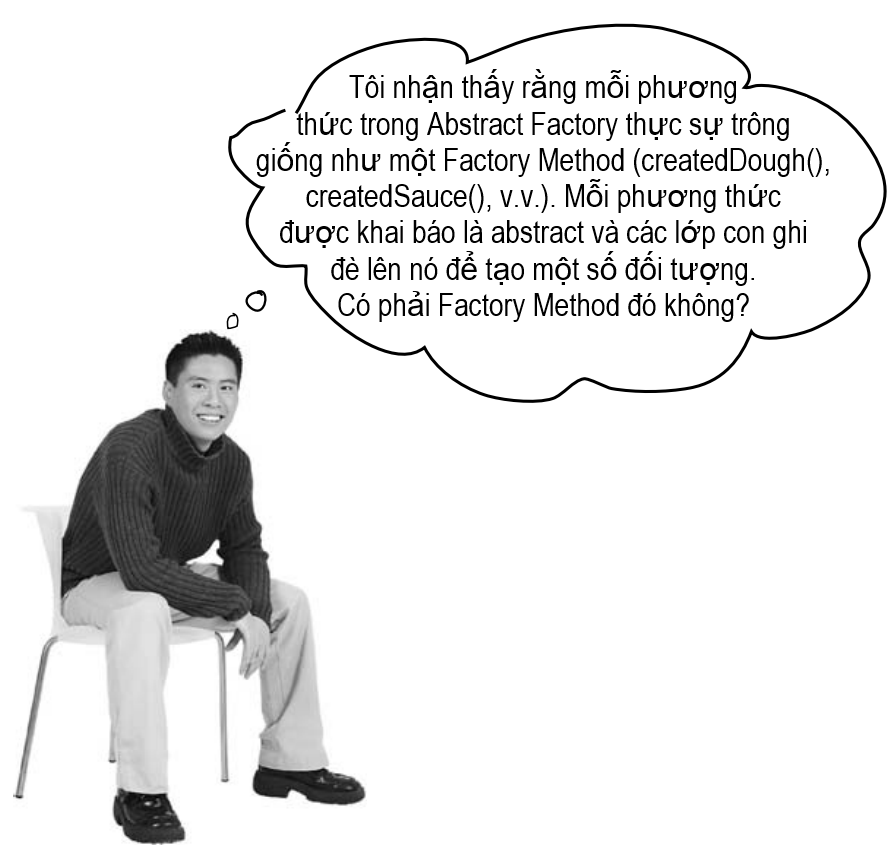 Tôi nhận thấy rằng mỗi phương
thức trong Abstract Factory thực sự trông
giống như một Factory Method (createdDough(),
createdSauce(), v.v.). Mỗi phương thức
được khai báo là abstract và các lớp con ghi
đè lên nó để tạo một số đối tượng.
Có phải Factory Method đó không?